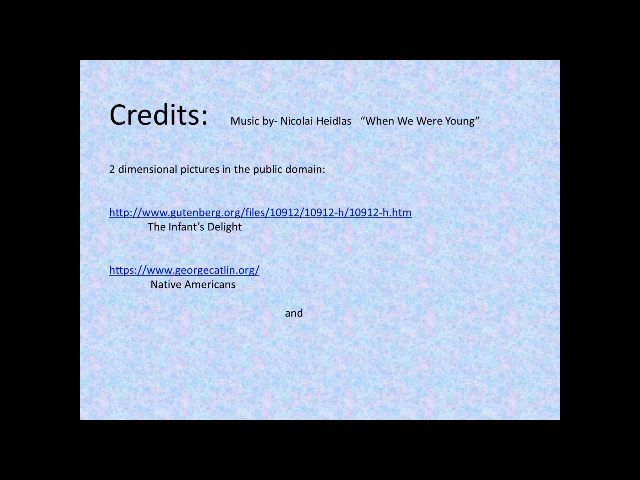 Credits: Music by- Nicolai Heidlas “When We Were Young”
2 dimensional pictures in the public domain:
http://www.gutenberg.org/files/10912/10912-h/10912-h.htm
The Infant’s Delight
https://www.georgecatlin.org/
Native Americans
and